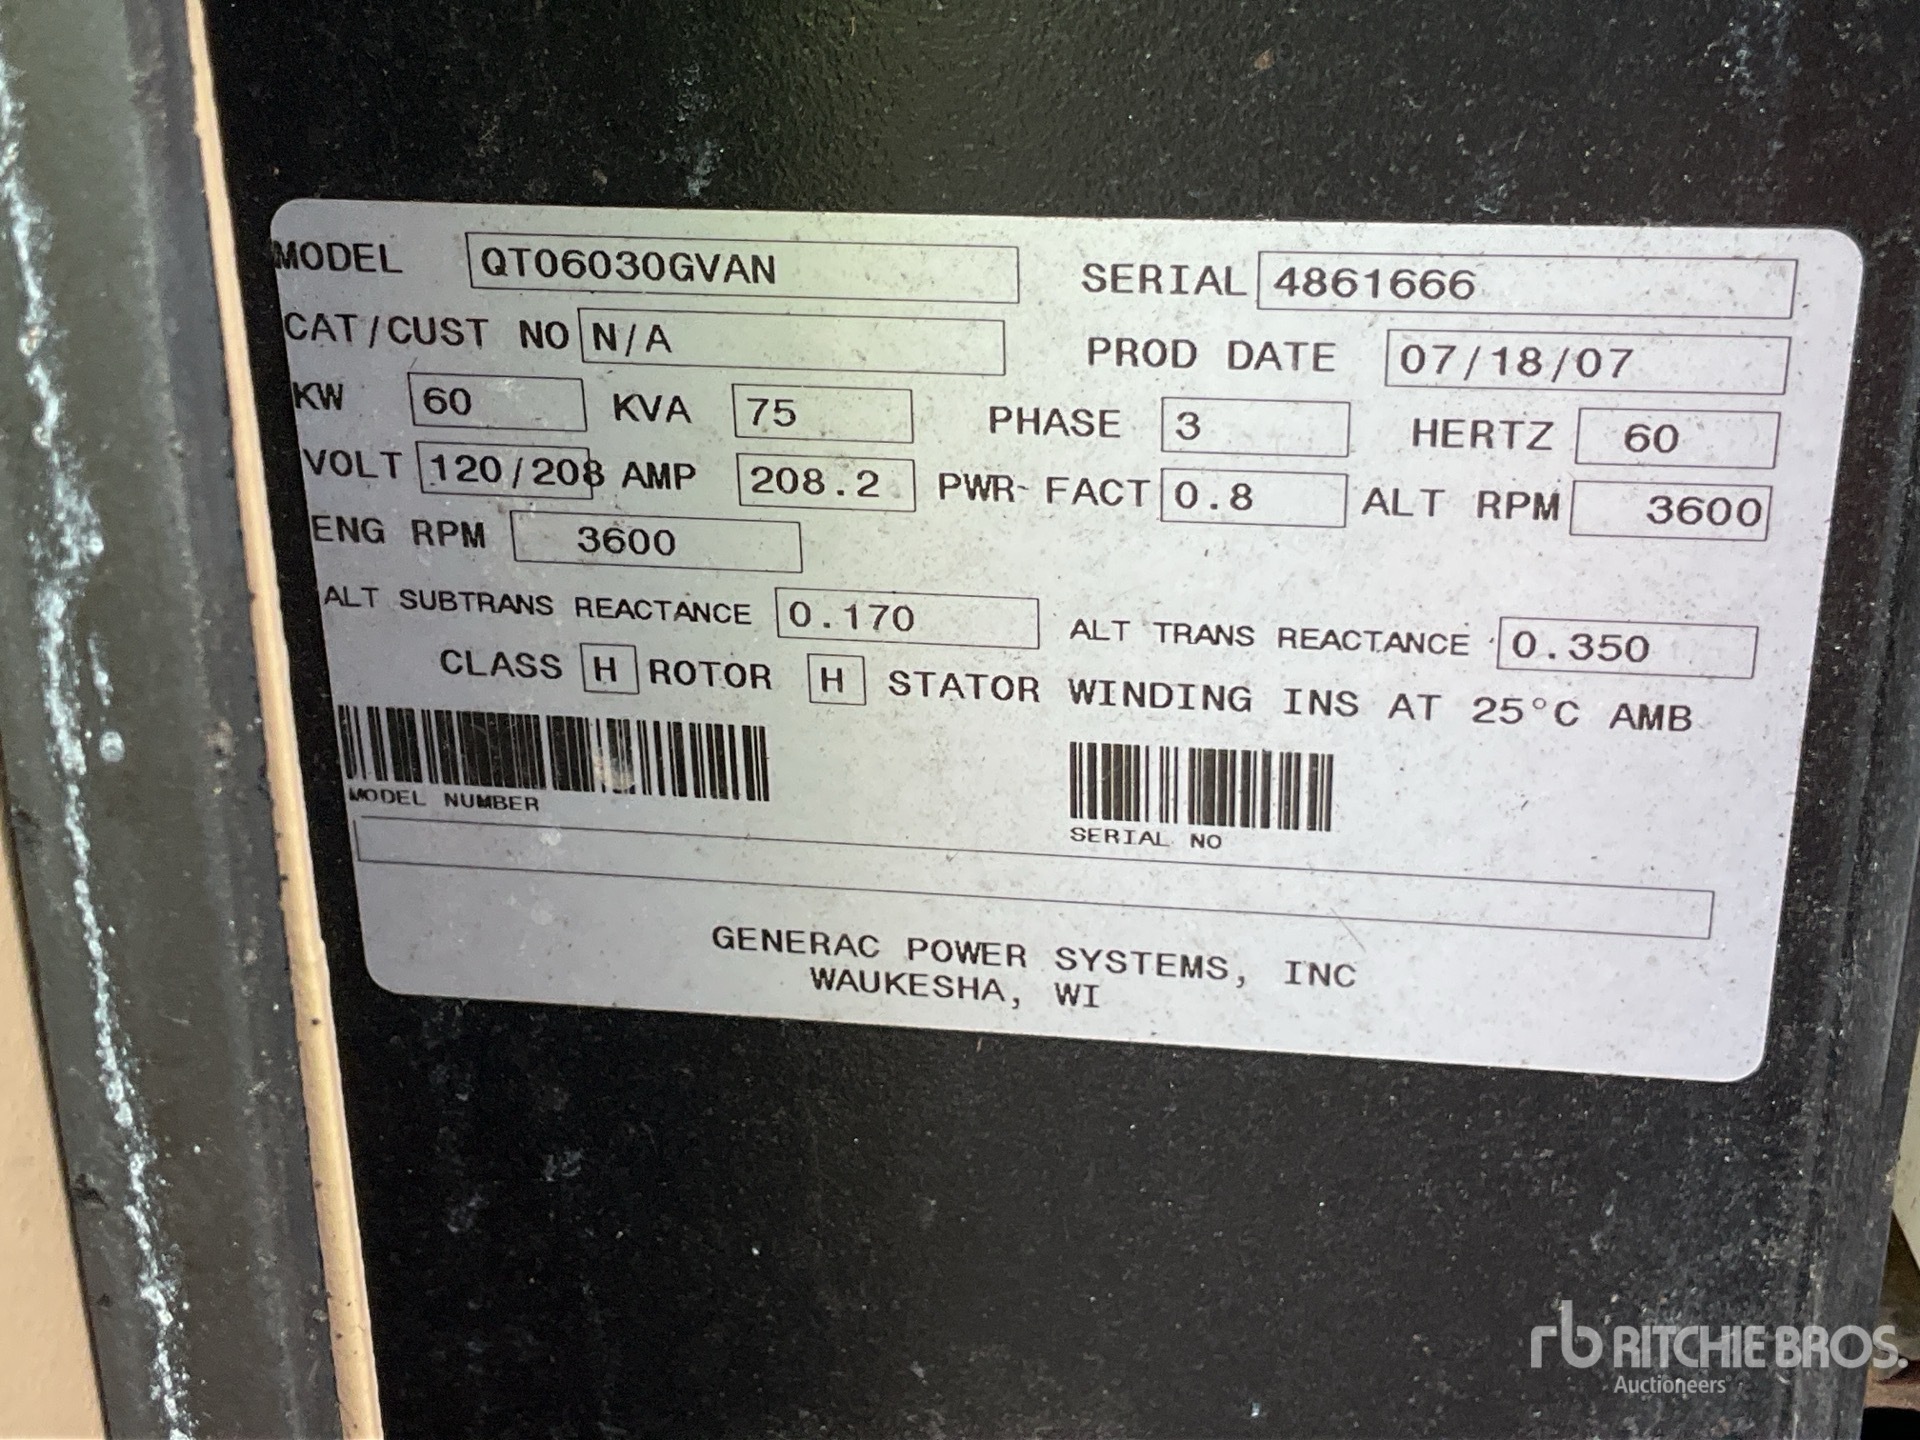 MODEL QT06030GVAN SERIAL 4861666
CAT/CUST NO N/A PROD DATE 07/18/07
KW 60 KVA 75 PHASE 3 HERTZ 60
VOLT 120/208 AMP 208.2 PWR-FACT 0.8 ALT RPM 3600
ENG RPM 3600
ALT SUBTRANS REACTANCE 0.170 ALT TRANS REACTANCE 0.350
CLASS H ROTOR H STATOR WINDING INS AT 25°C AMB
MODEL NUMBER SERIAL NO
GENERAC POWER SYSTEMS, INC
WAUKESHA, WI
rb RITCHIE BROS.
Auctioneers